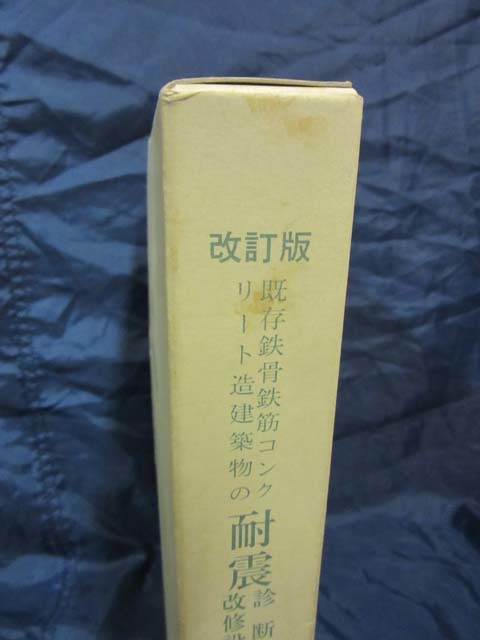 改訂版
既存鉄骨鉄筋コンク
リート造建築物の
耐震
診断
改修